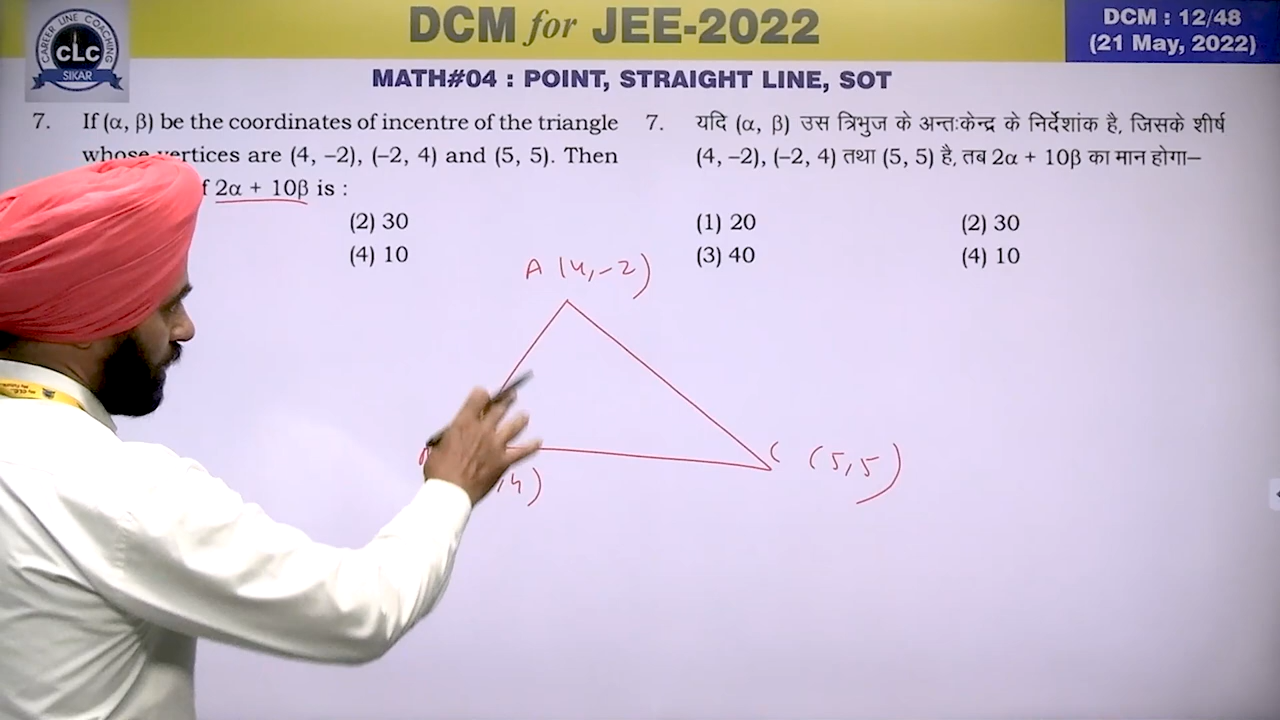 CAREER LINE COACHING
CLC
SIKAR
DCM for JEE-2022
DCM : 12/48
(21 May, 2022)
MATH#04 : POINT, STRAIGHT LINE, SOT
7. If (α, β) be the coordinates of incentre of the triangle
whose vertices are (4, –2), (–2, 4) and (5, 5). Then
2α + 10β is :
(2) 30
(4) 10
7. यदि (α, β) उस त्रिभुज के अन्तःकेन्द्र के निर्देशांक है, जिसके शीर्ष
(4, –2), (–2, 4) तथा (5, 5) है, तब 2α + 10β का मान होगा–
(1) 20 (2) 30
(3) 40 (4) 10
A (4,-2)
C (5,5)
,4)